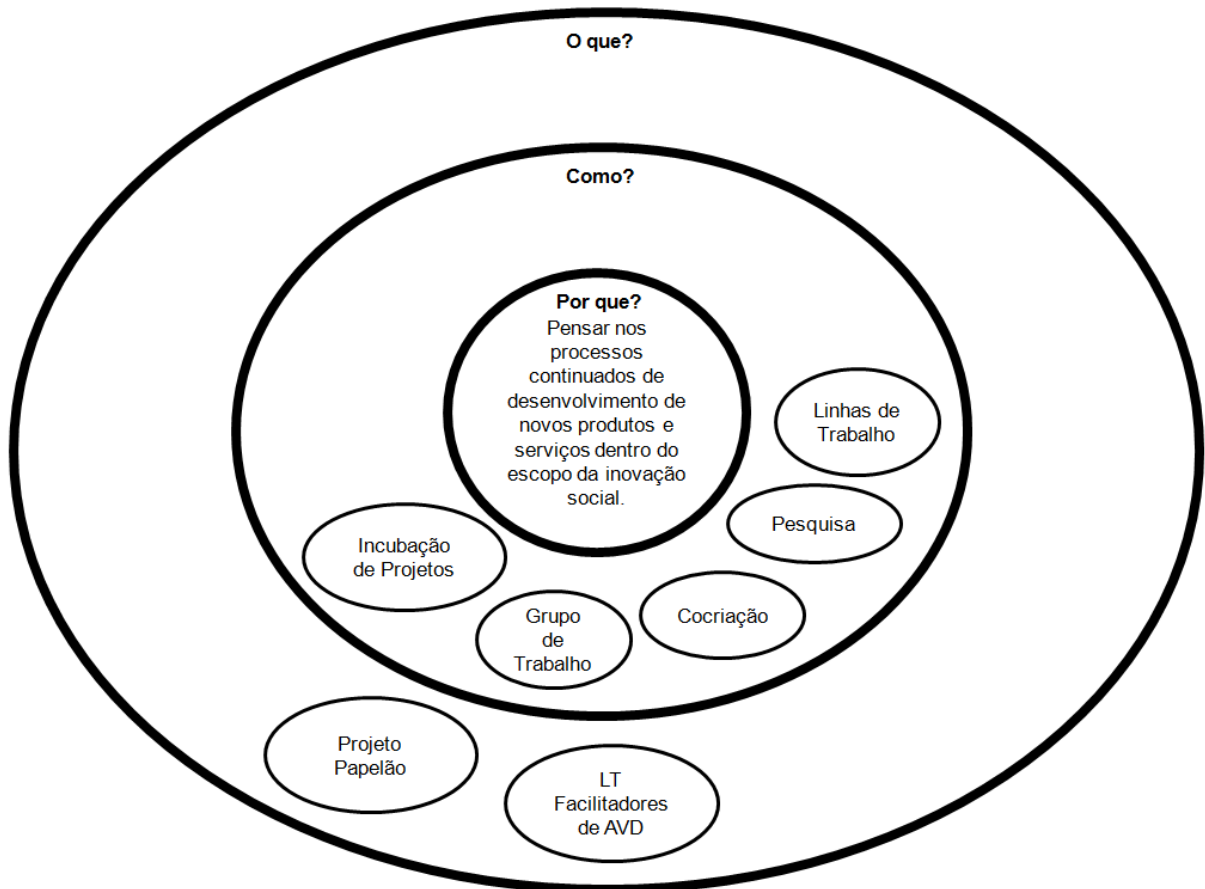 O que?
Como?
Por que?
Pensar nos
processos
continuados de
desenvolvimento de
novos produtos e
serviços dentro do
escopo da inovação
social.
Linhas de
Trabalho
Pesquisa
Cocriação
Grupo
de
Trabalho
Incubação
de Projetos
Projeto
Papelão
LT
Facilitadores
de AVD